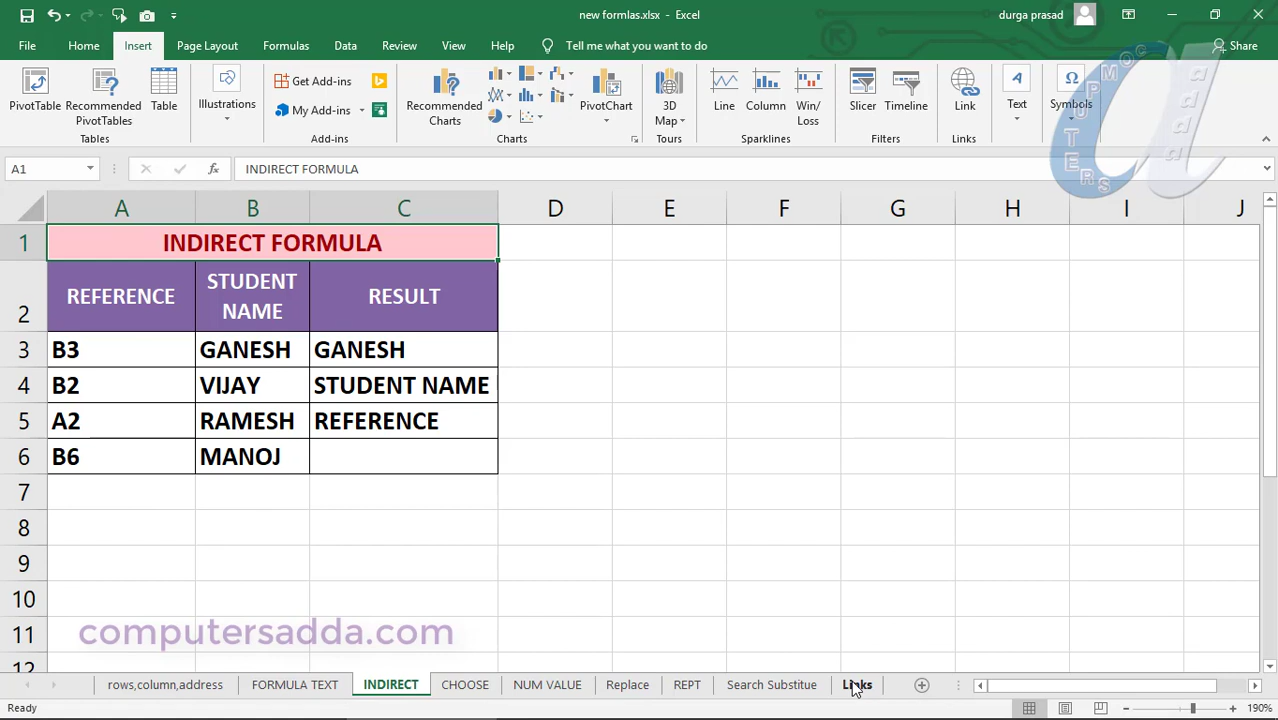 new formlas.xlsx - Excel
durga prasad
File Home Insert Page Layout Formulas Data Review View Help Tell me what you want to do Share
PivotTable
Recommended
PivotTables
Table
Tables
Illustrations
Get Add-ins
My Add-ins
Add-ins
Recommended
Charts
PivotChart
Charts
3D
Map
Tours
Line
Column
Win/
Loss
Sparklines
Slicer
Timeline
Filters
Link
Links
Text
Symbols
COMPUTERS
adda
A1
fx
INDIRECT FORMULA
A B C D E F G H I J
1 INDIRECT FORMULA
2 REFERENCE STUDENT NAME RESULT
3 B3 GANESH GANESH
4 B2 VIJAY STUDENT NAME
5 A2 RAMESH REFERENCE
6 B6 MANOJ
7
8
9
10
11
12
computersadda.com
rows,column,address FORMULA TEXT INDIRECT CHOOSE NUM VALUE Replace REPT Search Substitue Links
Ready
190%